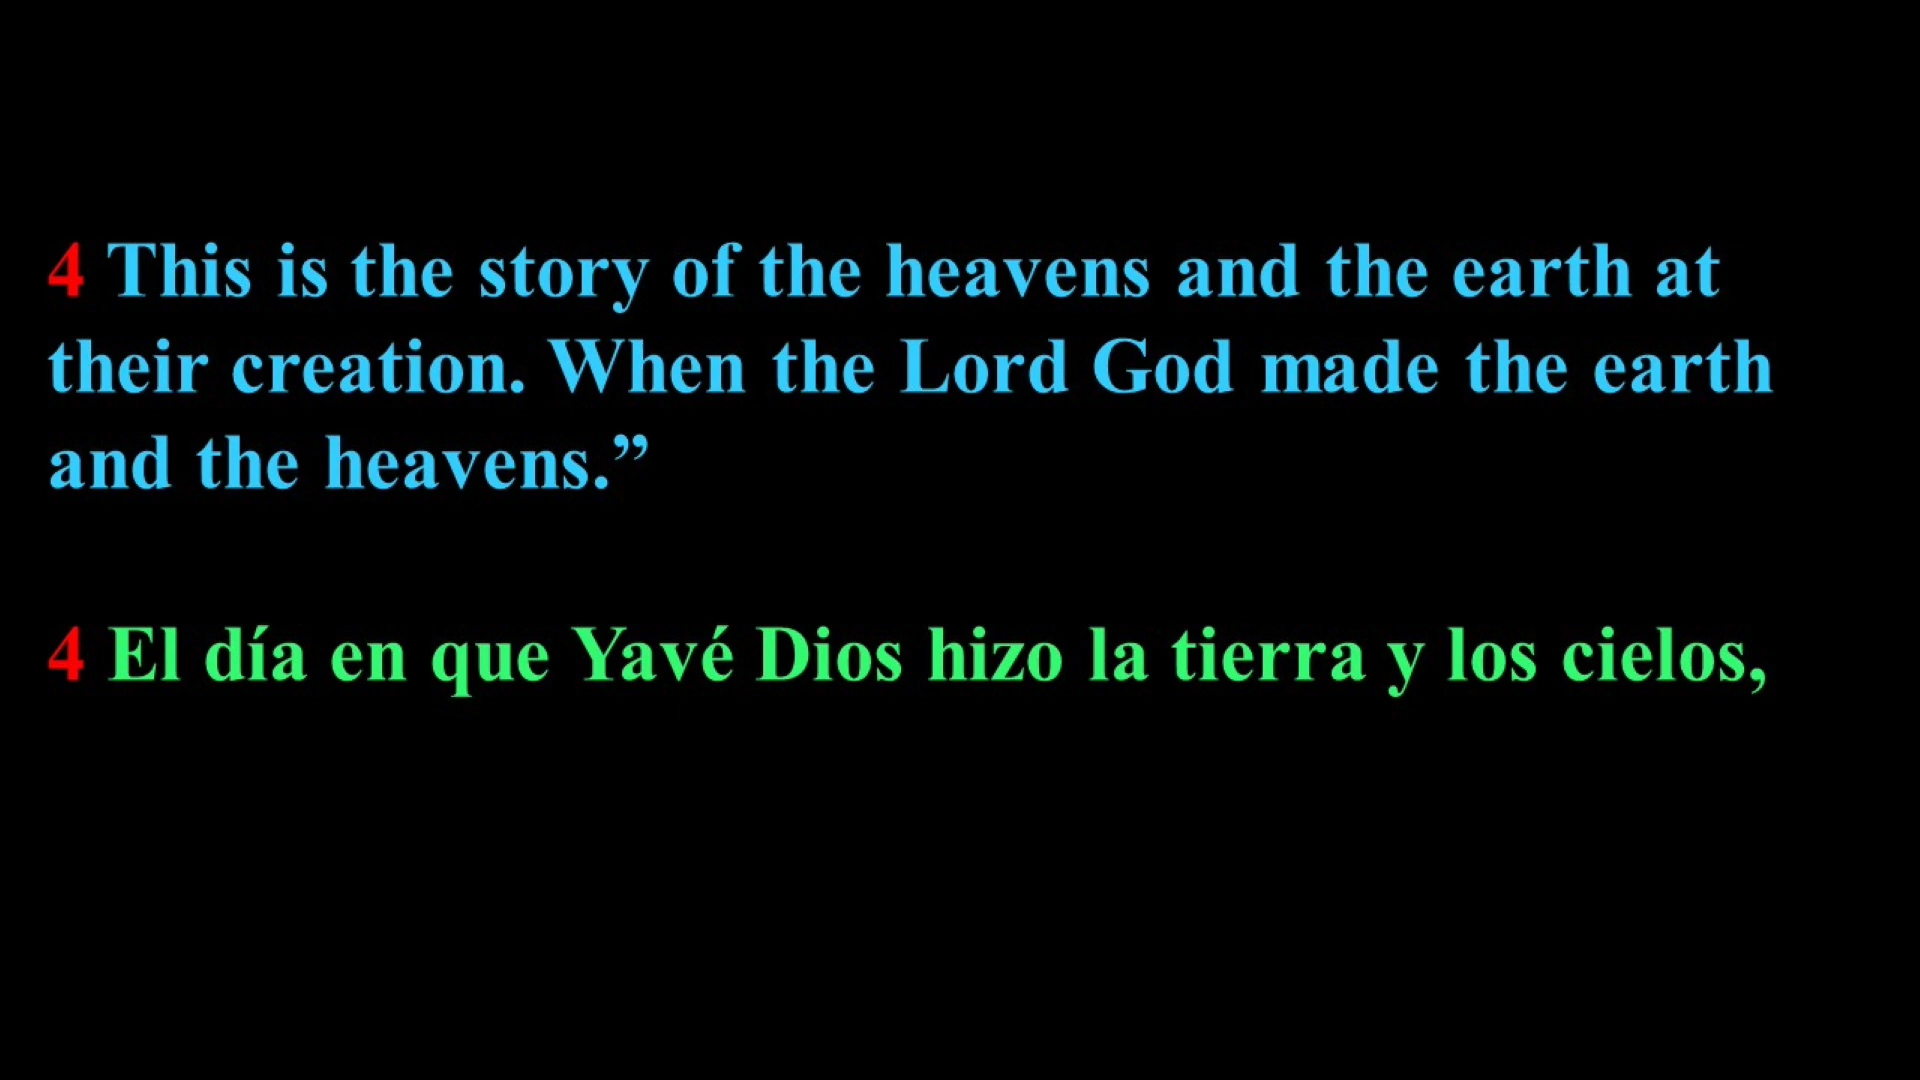 4 This is the story of the heavens and the earth at
their creation. When the Lord God made the earth
and the heavens.”
4 El día en que Yavé Dios hizo la tierra y los cielos,